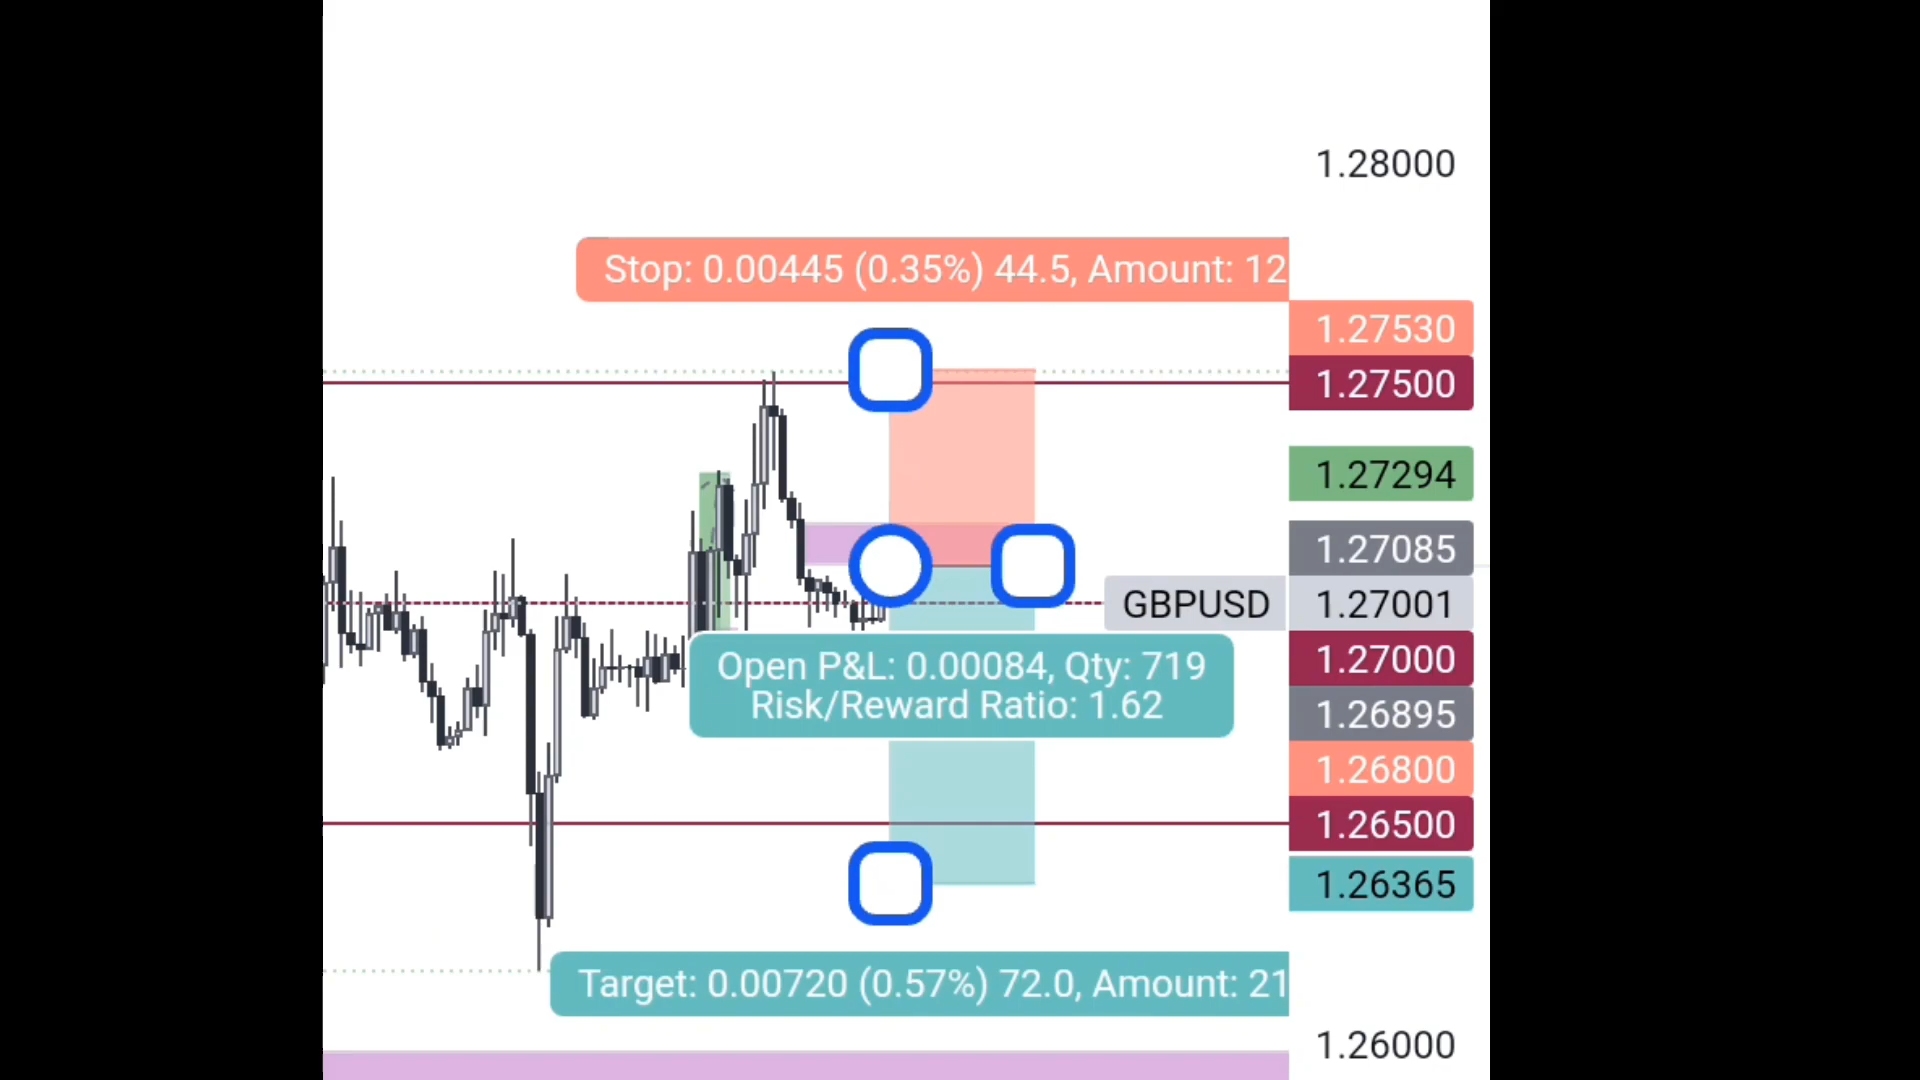 1.28000
Stop: 0.00445 (0.35%) 44.5, Amount: 12
1.27530
1.27500
1.27294
1.27085
GBPUSD 1.27001
1.27000
Open P&L: 0.00084, Qty: 719
Risk/Reward Ratio: 1.62
1.26895
1.26800
1.26500
1.26365
Target: 0.00720 (0.57%) 72.0, Amount: 21
1.26000